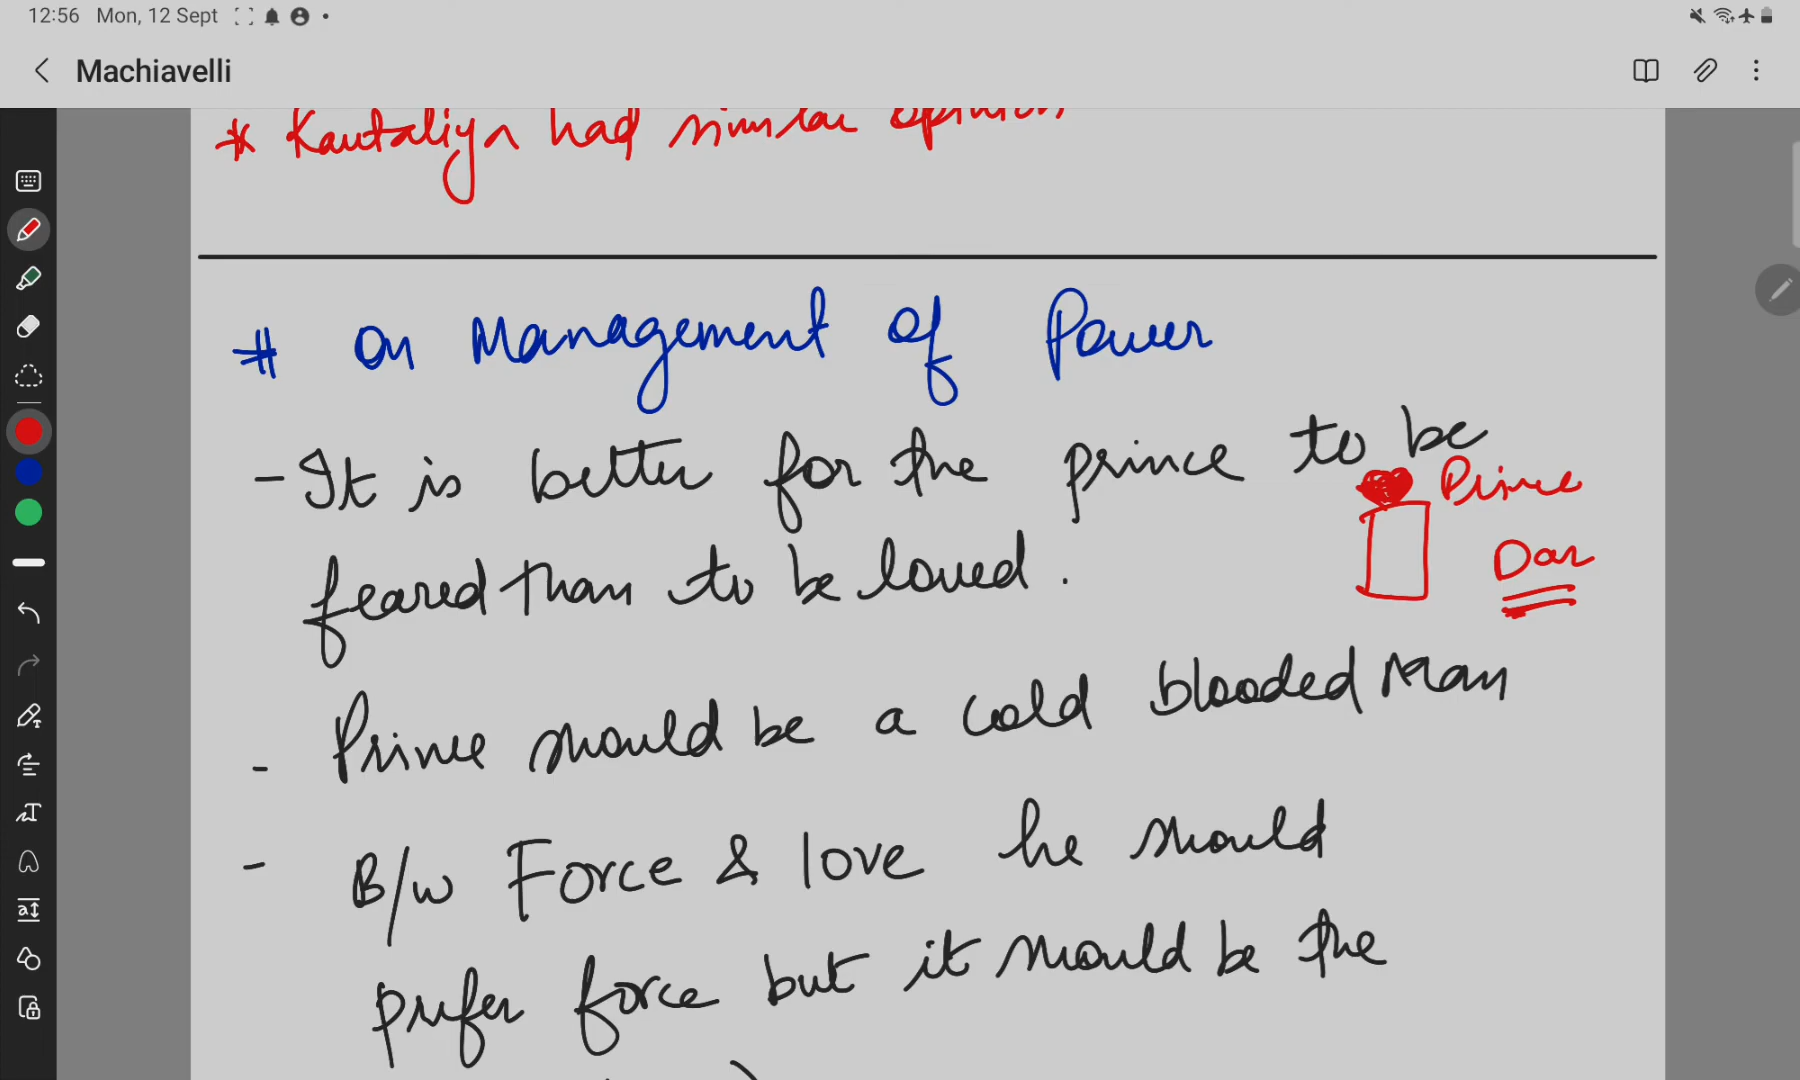 12:56 Mon, 12 Sept
Machiavelli
* Kautaliya had similar opinion
# On Management of Power
- It is better for the prince to be
Prince
feared than to be loved.
Dar
- Prince should be a cold blooded Man
- B/w Force & love he should
prefer force but it should be the